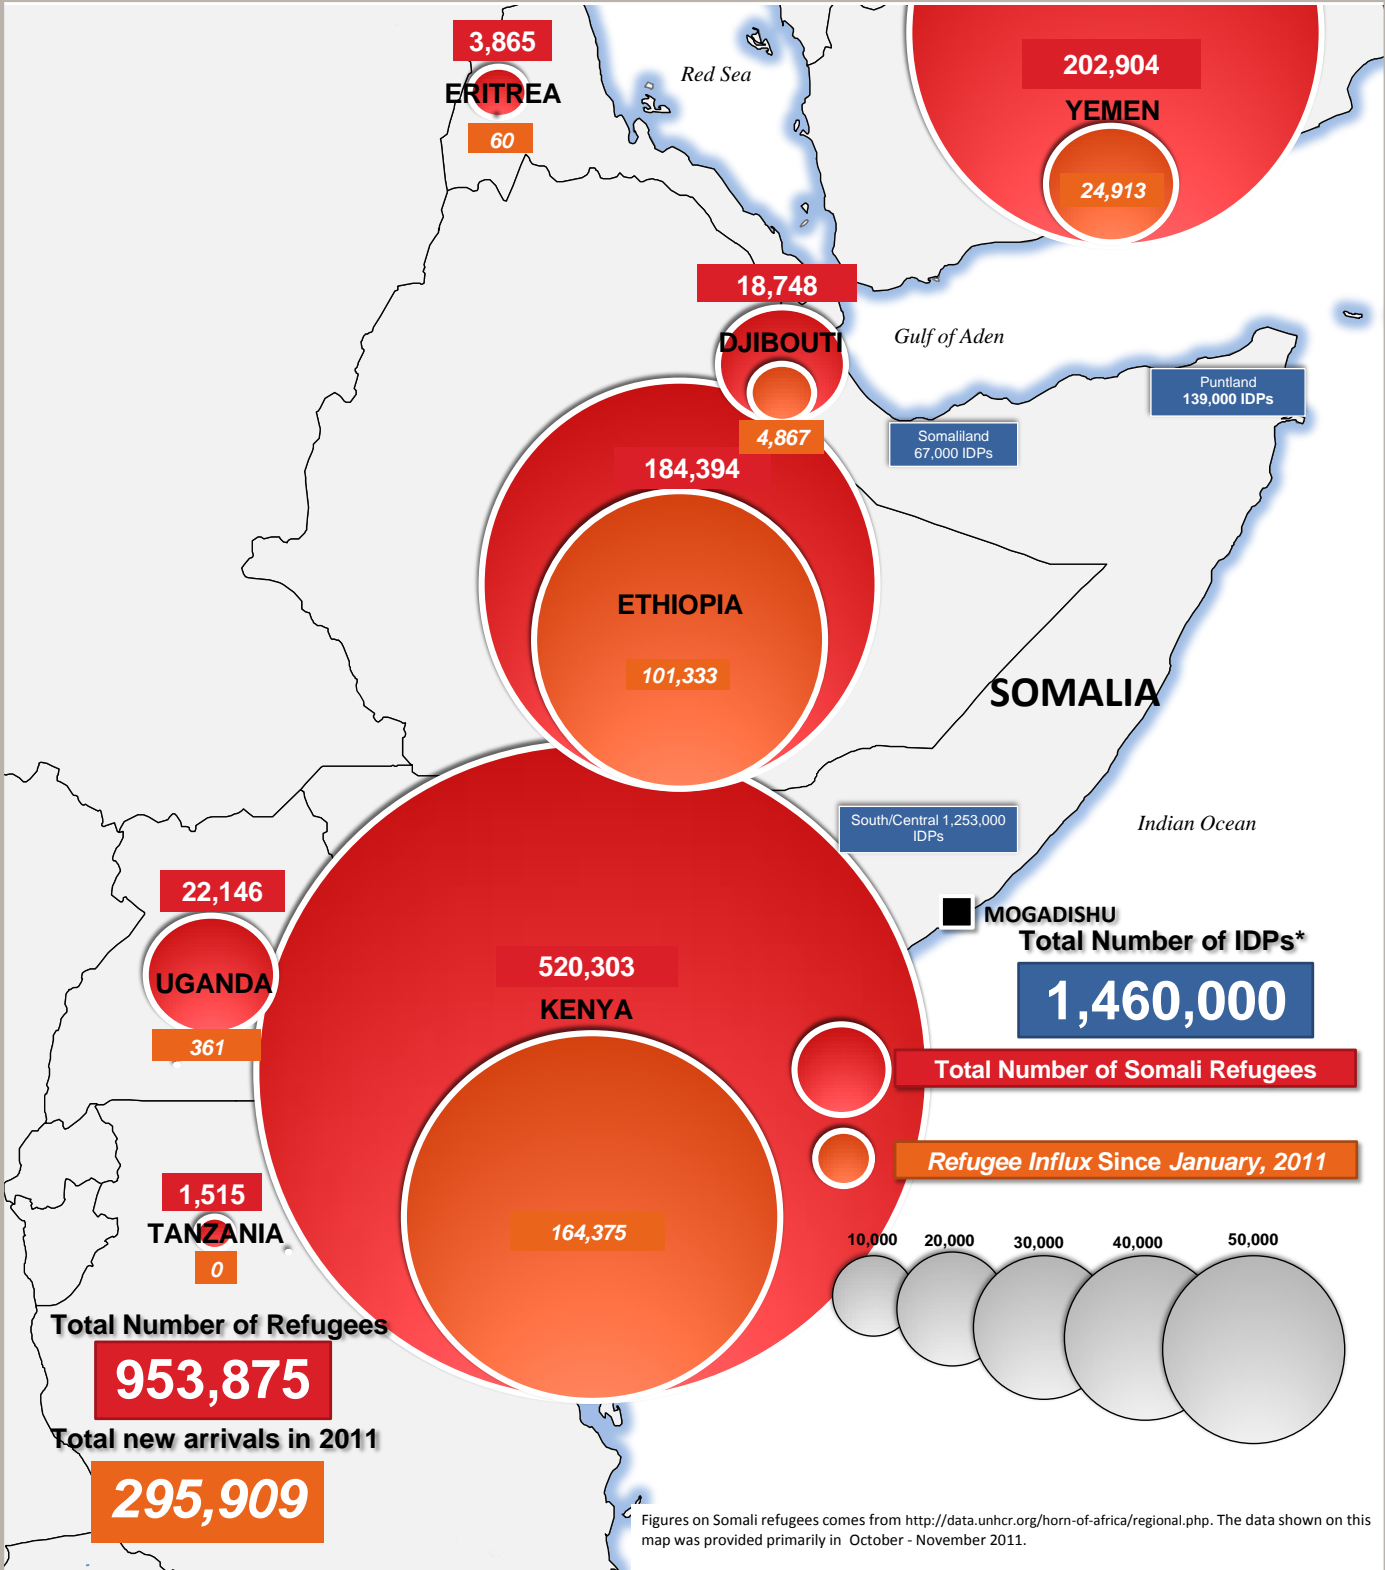 3,865
ERITREA
60
Red Sea
202,904
YEMEN
24,913
18,748
DJIBOUTI
4,867
Gulf of Aden
Puntland
139,000 IDPs
Somaliland
67,000 IDPs
184,394
ETHIOPIA
101,333
SOMALIA
South/Central 1,253,000
IDPs
Indian Ocean
22,146
UGANDA
361
520,303
KENYA
164,375
MOGADISHU
Total Number of IDPs*
1,460,000
Total Number of Somali Refugees
Refugee Influx Since January, 2011
1,515
TANZANIA
0
10,000
20,000
30,000
40,000
50,000
Total Number of Refugees
953,875
Total new arrivals in 2011
295,909
Figures on Somali refugees comes from http://data.unhcr.org/horn-of-africa/regional.php. The data shown on this
map was provided primarily in October - November 2011.